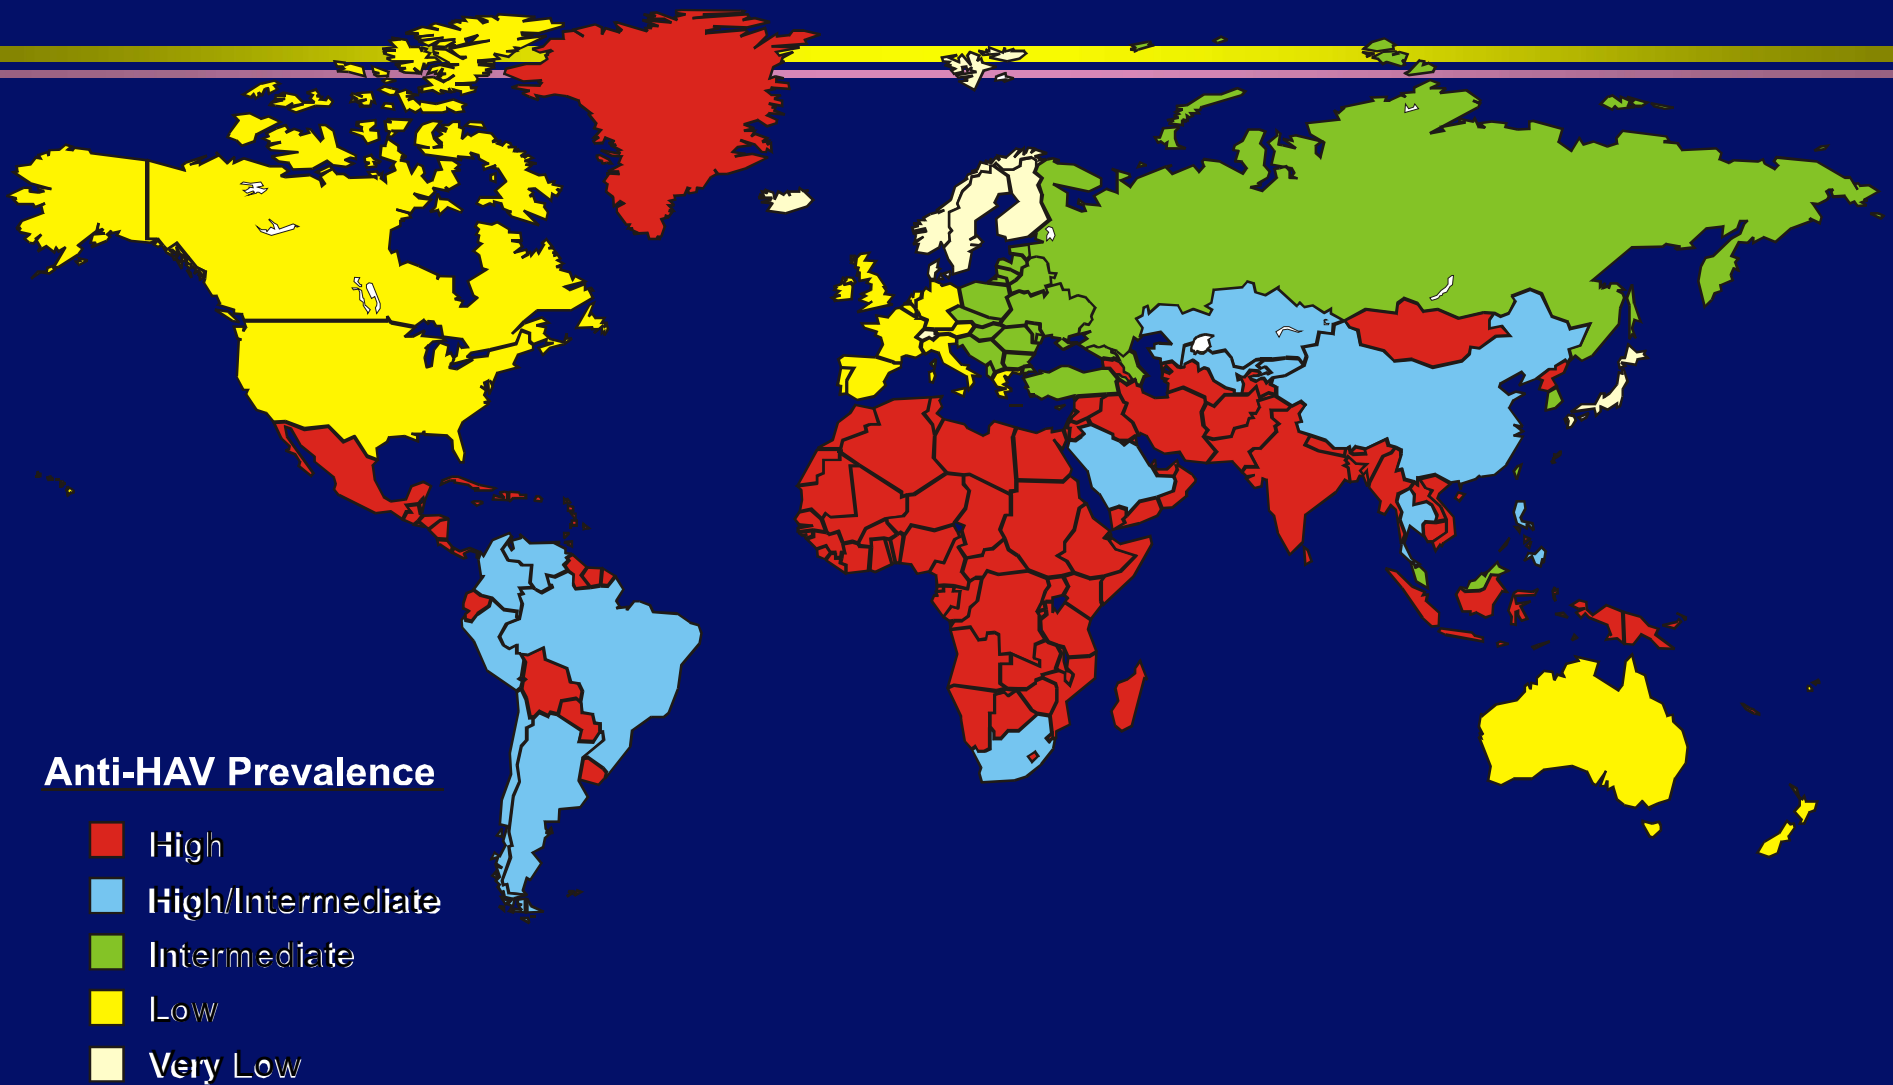 Anti-HAV Prevalence
High
High/Intermediate
Intermediate
Low
Very Low